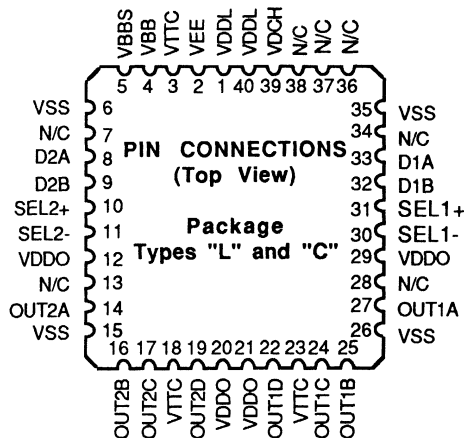 VBBS VBB VTTC VEE VDDL VDDL VDCH N/C N/C N/C
5 4 3 2 1 40 39 38 37 36
VSS 6 35 VSS
N/C 7 34 N/C
D2A 8 PIN CONNECTIONS 33 D1A
D2B 9 (Top View) 32 D1B
SEL2+ 10 Package 31 SEL1+
SEL2- 11 Types "L" and "C" 30 SEL1-
VDDO 12 29 VDDO
N/C 13 28 N/C
OUT2A 14 27 OUT1A
VSS 15 26 VSS
16 17 18 19 20 21 22 23 24 25
OUT2B OUT2C VTTC OUT2D VDDO VDDO OUT1D VTTC OUT1C OUT1B